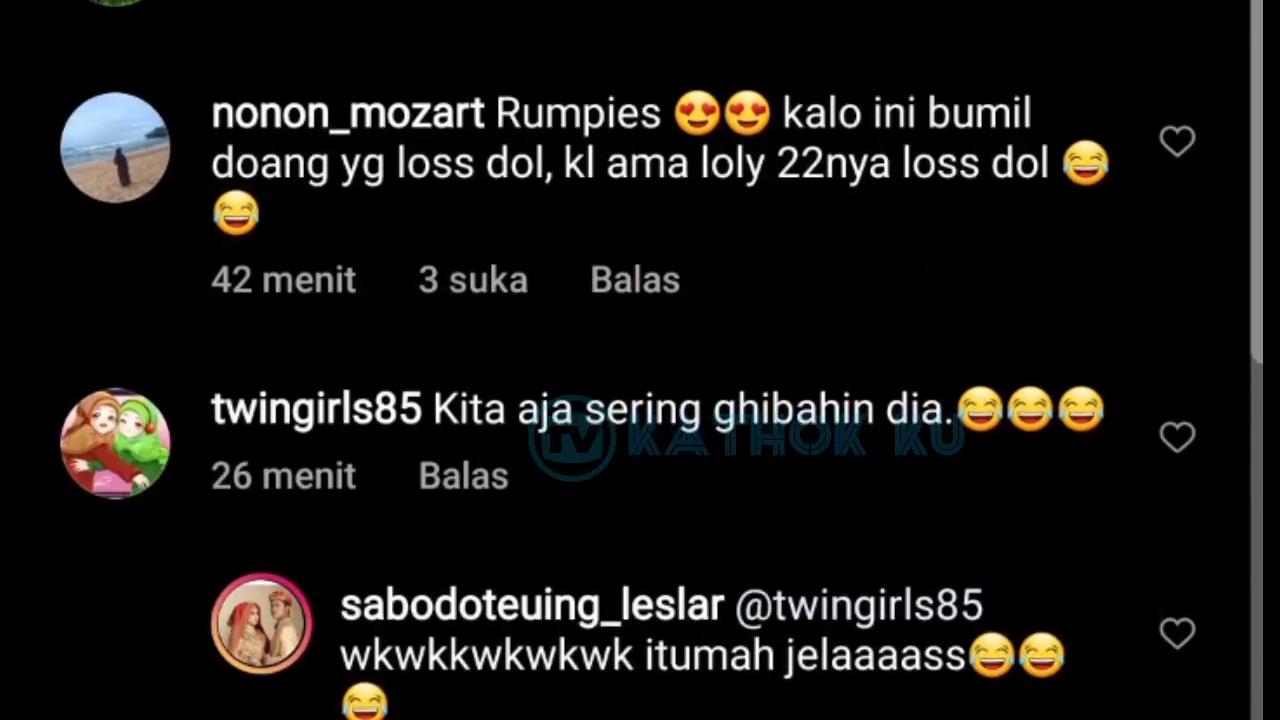 nonon_mozart Rumpies 😍😍 kalo ini bumil
doang yg loss dol, kl ama loly 22nya loss dol 😂
😂
42 menit 3 suka Balas
twingirls85 Kita aja sering ghibahin dia.😂😂😂
TV KATHOK KU
26 menit Balas
sabodoteuing_leslar @twingirls85
wkwkkwkwkwk itumah jelaaaass😂😂
😂